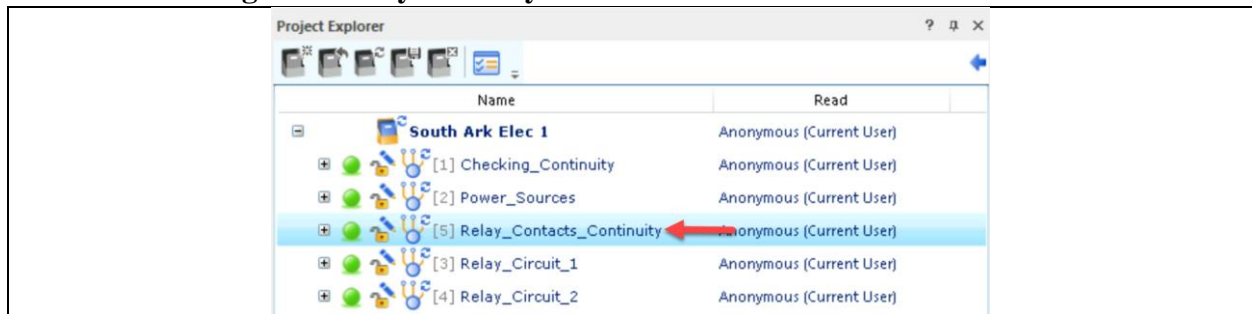 Project Explorer
Name Read
South Ark Elec 1 Anonymous (Current User)
[1] Checking_Continuity Anonymous (Current User)
[2] Power_Sources Anonymous (Current User)
[5] Relay_Contacts_Continuity Anonymous (Current User)
[3] Relay_Circuit_1 Anonymous (Current User)
[4] Relay_Circuit_2 Anonymous (Current User)